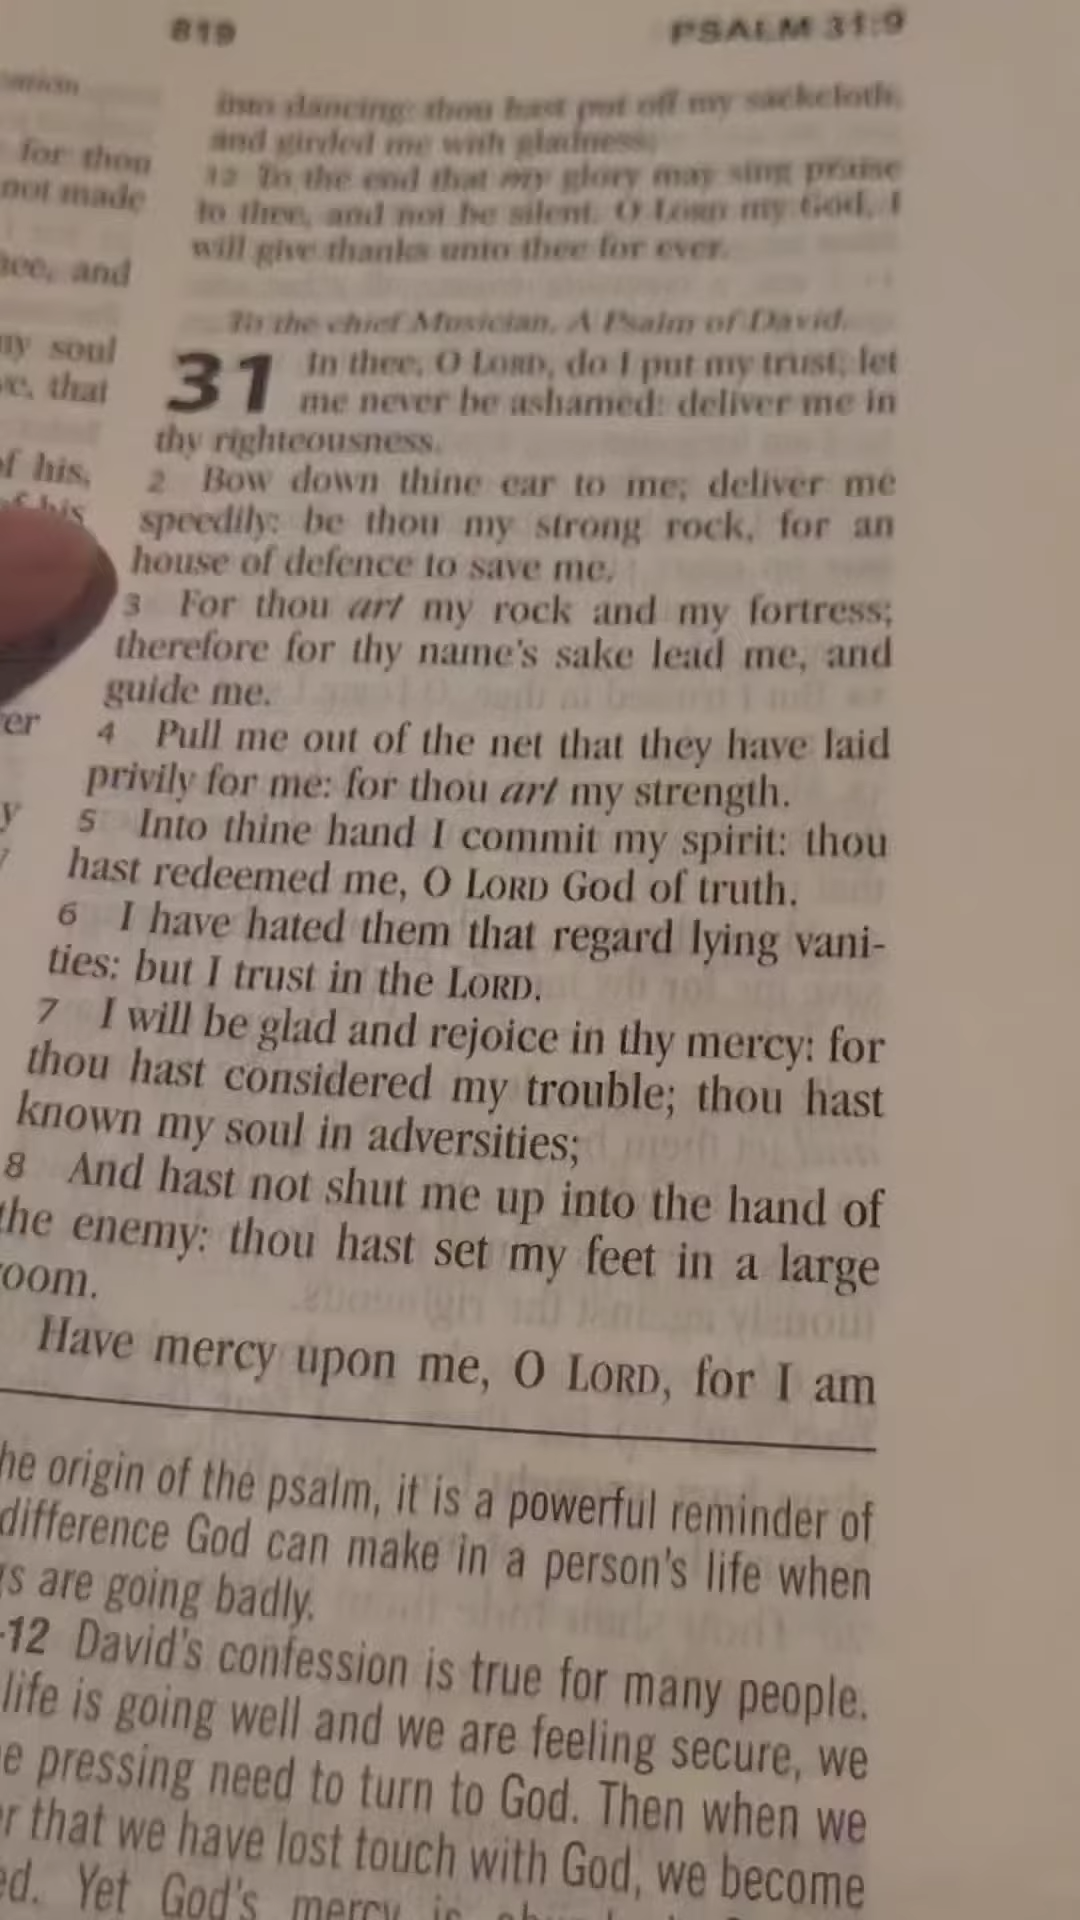 819
PSALM 31:9
for thou
not made
and
my soul
that
of his,
of his
into dancing: thou hast put off my sackcloth,
and girded me with gladness;
12 To the end that my glory may sing praise
to thee, and not be silent. O LORD my God, I
will give thanks unto thee for ever.
To the chief Musician, A Psalm of David.
31 In thee, O LORD, do I put my trust; let
me never be ashamed: deliver me in
thy righteousness.
2 Bow down thine ear to me; deliver me
speedily: be thou my strong rock, for an
house of defence to save me.
3 For thou art my rock and my fortress;
therefore for thy name's sake lead me, and
guide me.
4 Pull me out of the net that they have laid
privily for me: for thou art my strength.
5 Into thine hand I commit my spirit: thou
hast redeemed me, O LORD God of truth.
6 I have hated them that regard lying vani-
ties: but I trust in the LORD.
7 I will be glad and rejoice in thy mercy: for
thou hast considered my trouble; thou hast
known my soul in adversities;
8 And hast not shut me up into the hand of
the enemy: thou hast set my feet in a large
room.
Have mercy upon me, O LORD, for I am
he origin of the psalm, it is a powerful reminder of
difference God can make in a person's life when
gs are going badly.
-12 David's confession is true for many people.
life is going well and we are feeling secure, we
e pressing need to turn to God. Then when we
r that we have lost touch with God, we become
ed. Yet God's mercy is